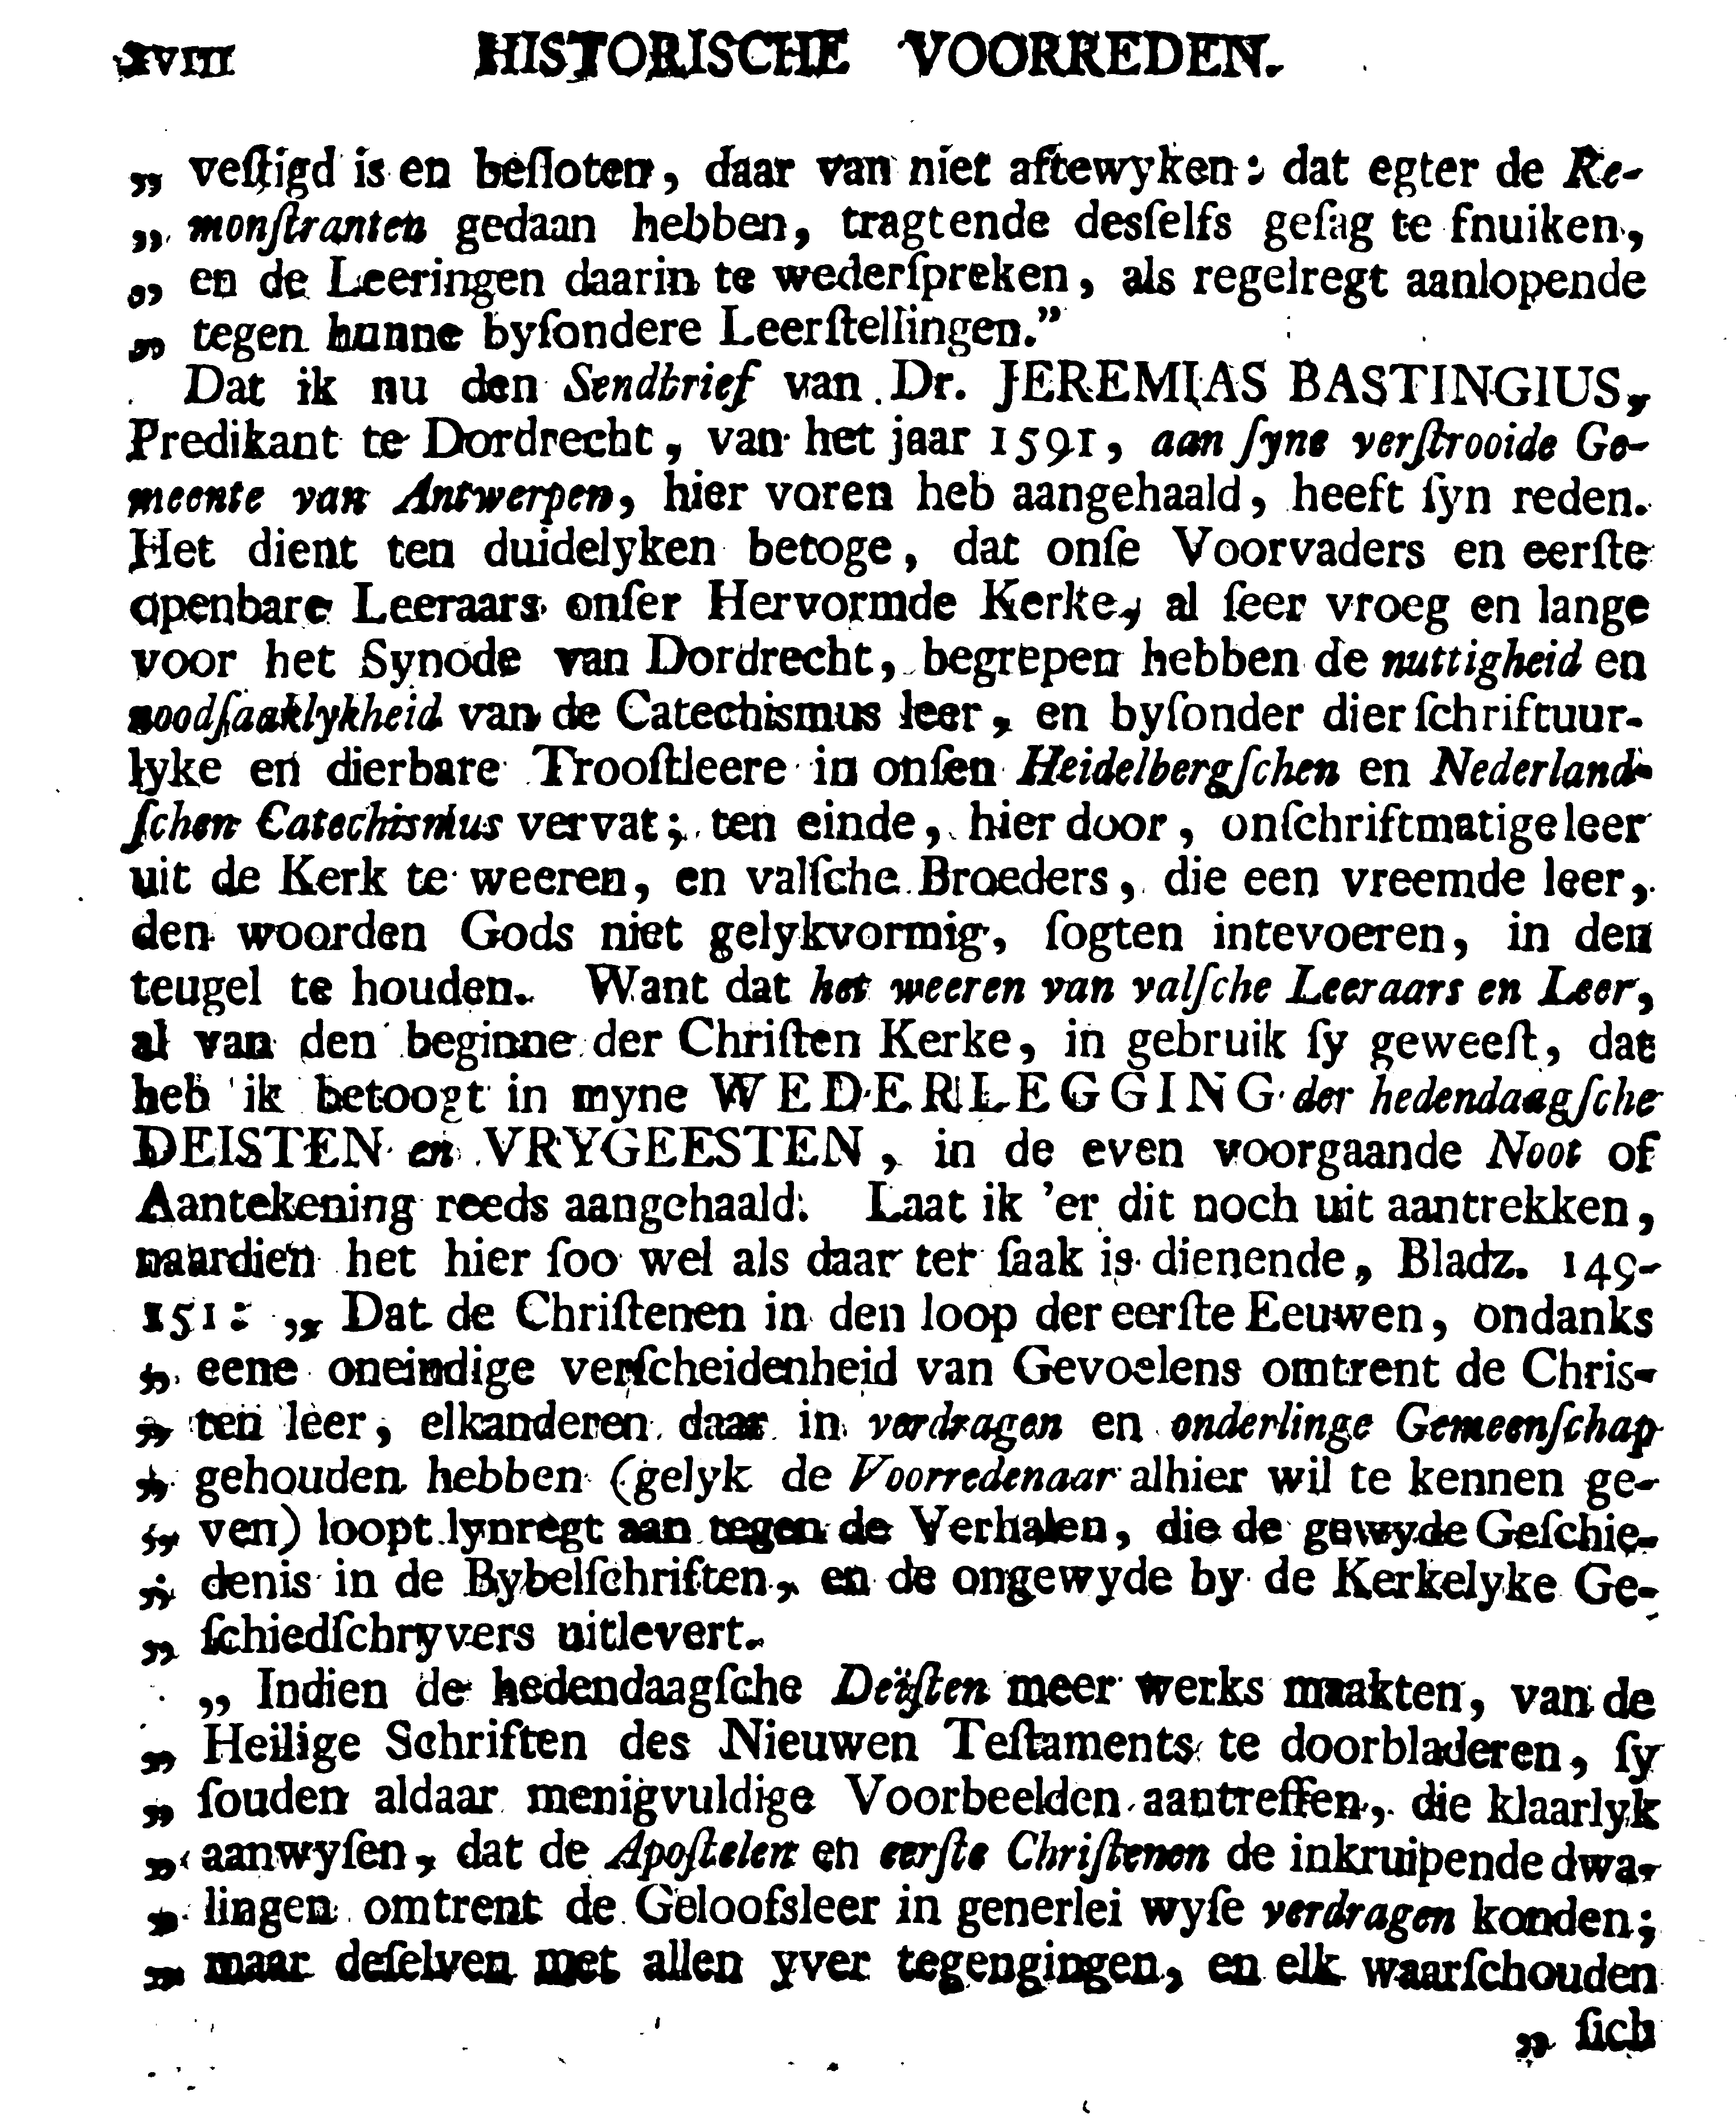 XVIII HISTORISCHE VOORREDEN.
„ veſtigd is en beſloten, daar van niet aftewyken: dat egter de Re-
„ monſtranten gedaan hebben, tragtende desſelfs geſag te ſnuiken,
„ en de Leeringen daarin te wederſpreken, als regelregt aanlopende
„ tegen hunne byſondere Leerſtellingen.”
Dat ik nu den Sendbrief van Dr. JEREMIAS BASTINGIUS,
Predikant te Dordrecht, van het jaar 1591, aan ſyne verſtrooide Ge-
meente van Antwerpen, hier voren heb aangehaald, heeft ſyn reden.
Het dient ten duidelyken betoge, dat onſe Voorvaders en eerſte
openbare Leeraars onſer Hervormde Kerke, al ſeer vroeg en lange
voor het Synode van Dordrecht, begrepen hebben de nuttigheid en
noodſaaklykheid van de Catechismus leer, en byſonder dier ſchriftuur-
lyke en dierbare Trooſtleere in onſen Heidelbergſchen en Nederland-
ſchen Catechismus vervat; ten einde, hier door, onſchriftmatige leer
uit de Kerk te weeren, en valſche Broeders, die een vreemde leer,
den woorden Gods niet gelykvormig, ſogten intevoeren, in den
teugel te houden. Want dat het weeren van valſche Leeraars en Leer,
al van den beginne der Chriſten Kerke, in gebruik ſy geweeſt, dat
heb ik betoogt in myne WEDERLEGGING der hedendaagſche
DEISTEN en VRYGEESTEN, in de even voorgaande Noot of
Aantekening reeds aangehaald. Laat ik 'er dit noch uit aantrekken,
naardien het hier ſoo wel als daar ter ſaak is dienende, Bladz. 149-
151: „ Dat de Chriſtenen in den loop der eerſte Eeuwen, ondanks
„ eene oneindige verſcheidenheid van Gevoelens omtrent de Chris-
„ ten leer, elkanderen daar in verdragen en onderlinge Gemeenſchap
„ gehouden hebben (gelyk de Voorredenaar alhier wil te kennen ge-
„ ven) loopt lynregt aan tegen de Verhalen, die de gewyde Geſchie-
„ denis in de Bybelſchriften, en de ongewyde by de Kerkelyke Ge-
„ ſchiedſchryvers uitlevert.
„ Indien de hedendaagſche Deïſten meer werks maakten, van de
„ Heilige Schriften des Nieuwen Teſtaments te doorbladeren, ſy
„ ſouden aldaar menigvuldige Voorbeelden aantreffen, die klaarlyk
„ aanwyſen, dat de Apoſtelen en eerſte Chriſtenen de inkruipende dwa-
„ lingen omtrent de Geloofsleer in generlei wyſe verdragen konden;
„ maar deſelven met allen yver tegengingen, en elk waarſchouden
„ ſich